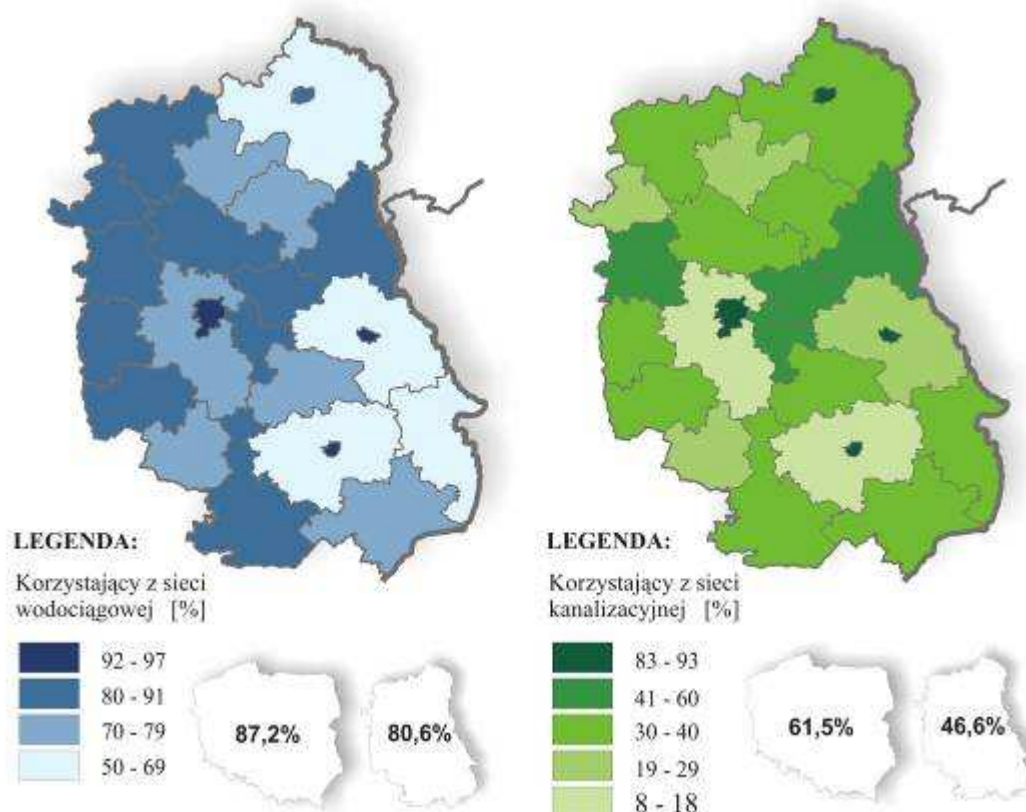 LEGENDA:
Korzystający z sieci
wodociągowej [%]
92 - 97
80 - 91
70 - 79
50 - 69
87,2%
80,6%
LEGENDA:
Korzystający z sieci
kanalizacyjnej [%]
83 - 93
41 - 60
30 - 40
19 - 29
8 - 18
61,5%
46,6%